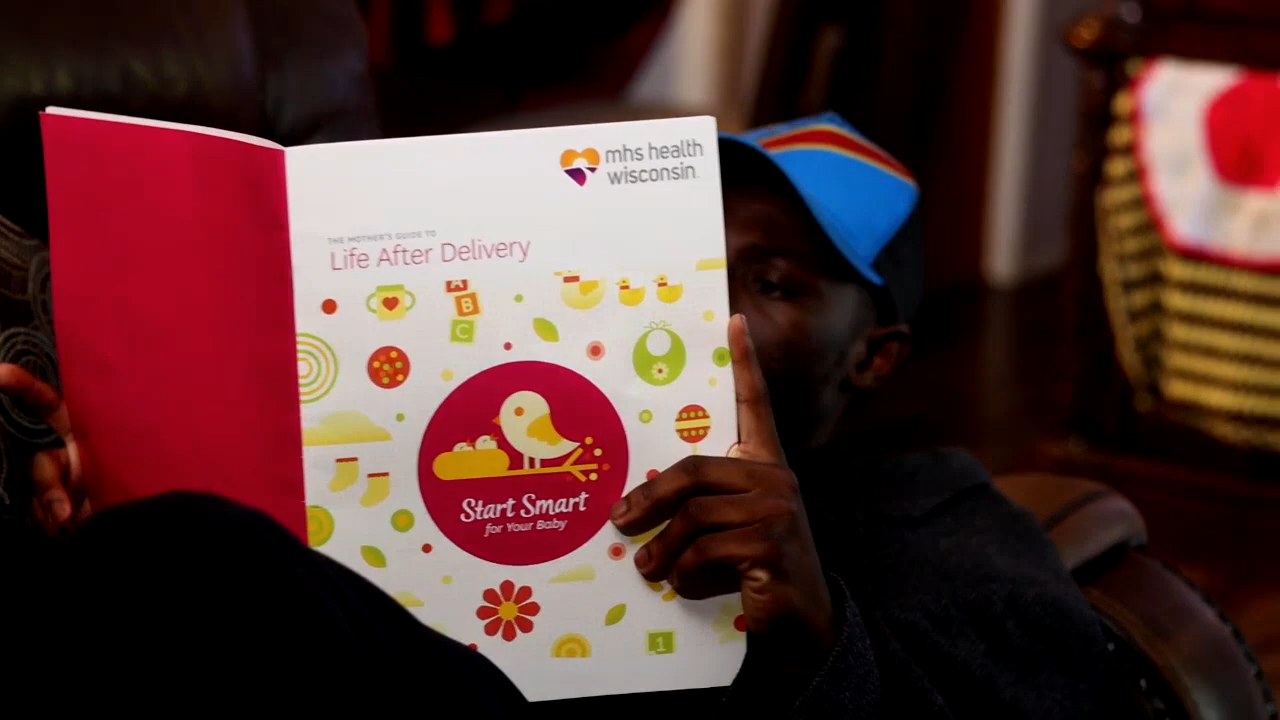 mhs health
wisconsin
THE MOTHER'S GUIDE TO
Life After Delivery
A
B
C
Start Smart
for Your Baby
1